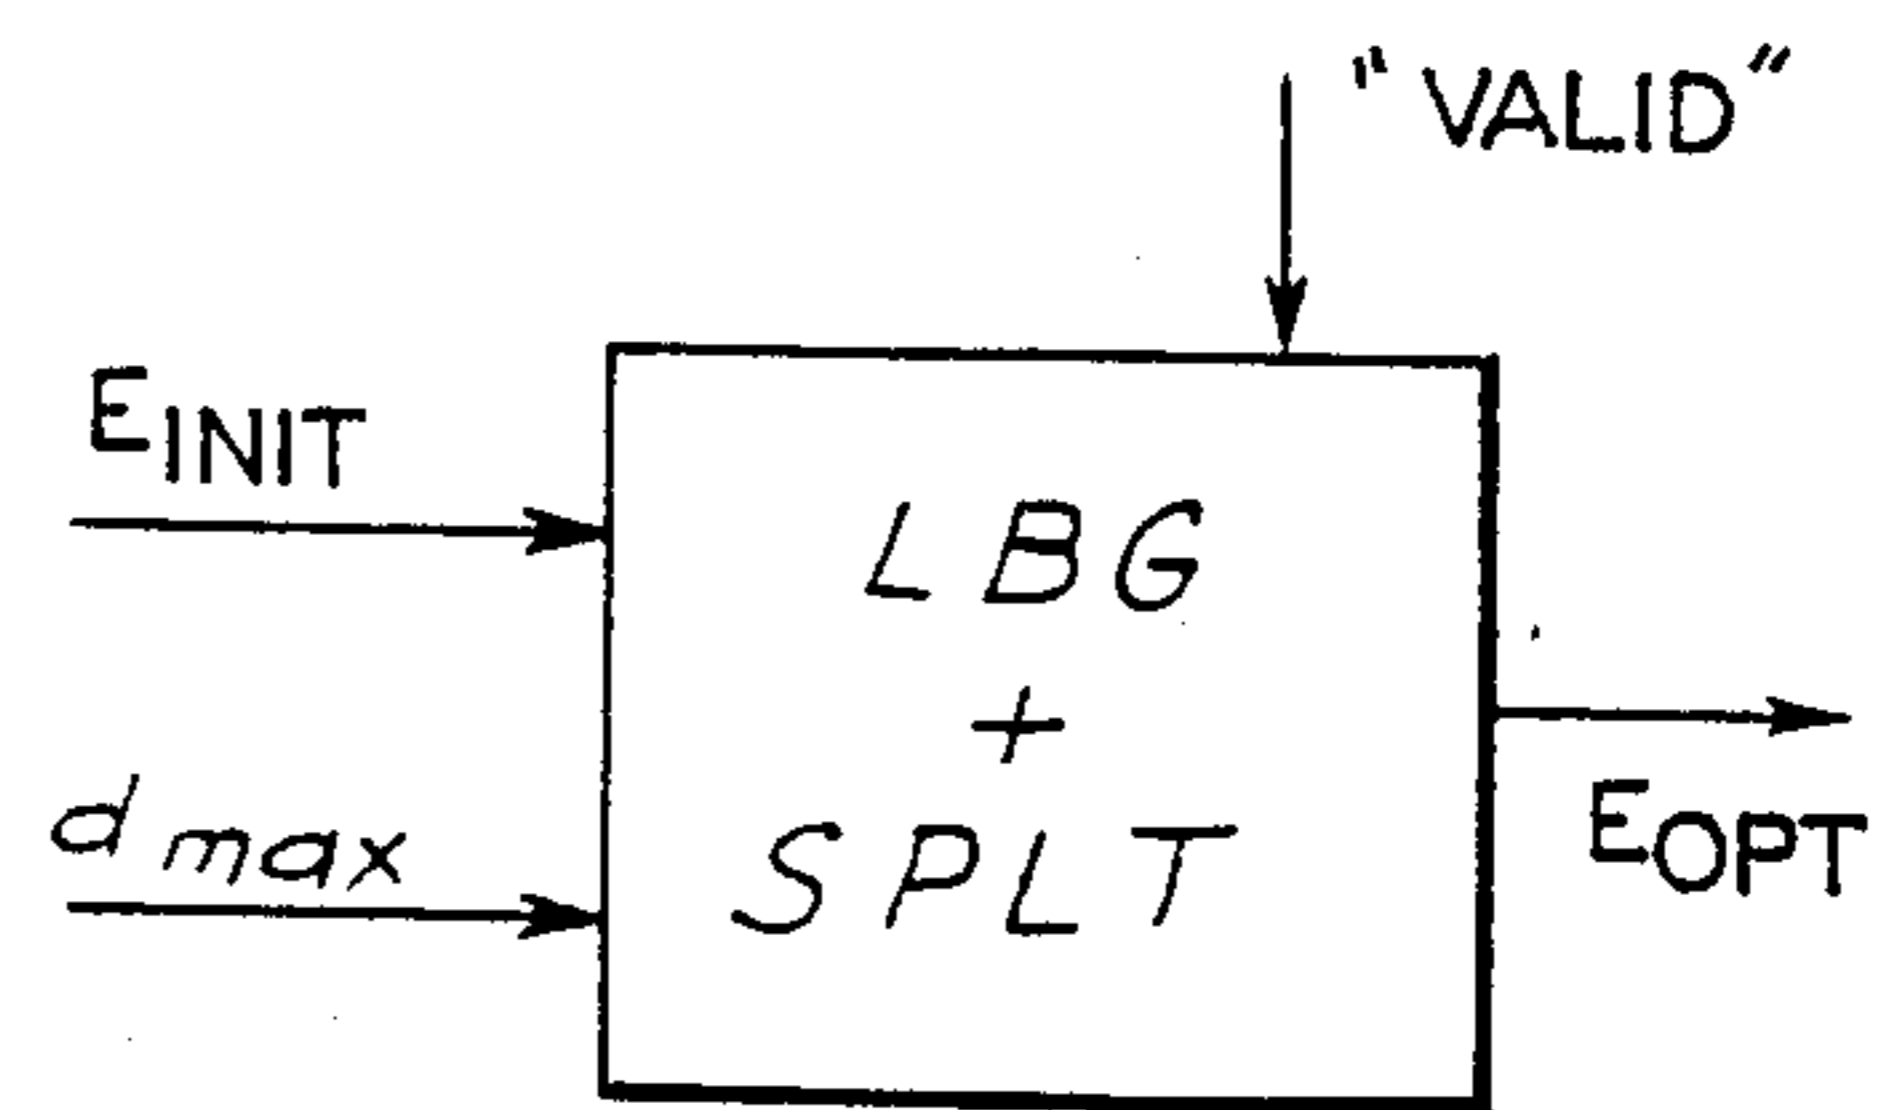 "VALID"
EINIT
LBG
+
SPLT
dmax
EOPT